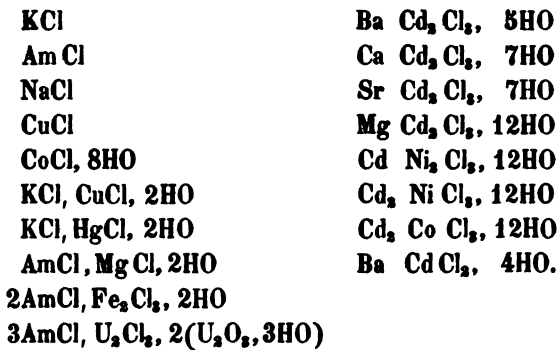 KCl
Am Cl
NaCl
CuCl
CoCl, 8HO
KCl, CuCl, 2HO
KCl, HgCl, 2HO
AmCl, Mg Cl, 2HO
2AmCl, Fe₂Cl₃, 2HO
3AmCl, U₂Cl₃, 2(U₂O₃, 3HO)
Ba Cd₂ Cl₃, 5HO
Ca Cd₂ Cl₃, 7HO
Sr Cd₂ Cl₃, 7HO
Mg Cd₂ Cl₃, 12HO
Cd Ni₂ Cl₃, 12HO
Cd₂ Ni Cl₃, 12HO
Cd₂ Co Cl₃, 12HO
Ba Cd Cl₂, 4HO.